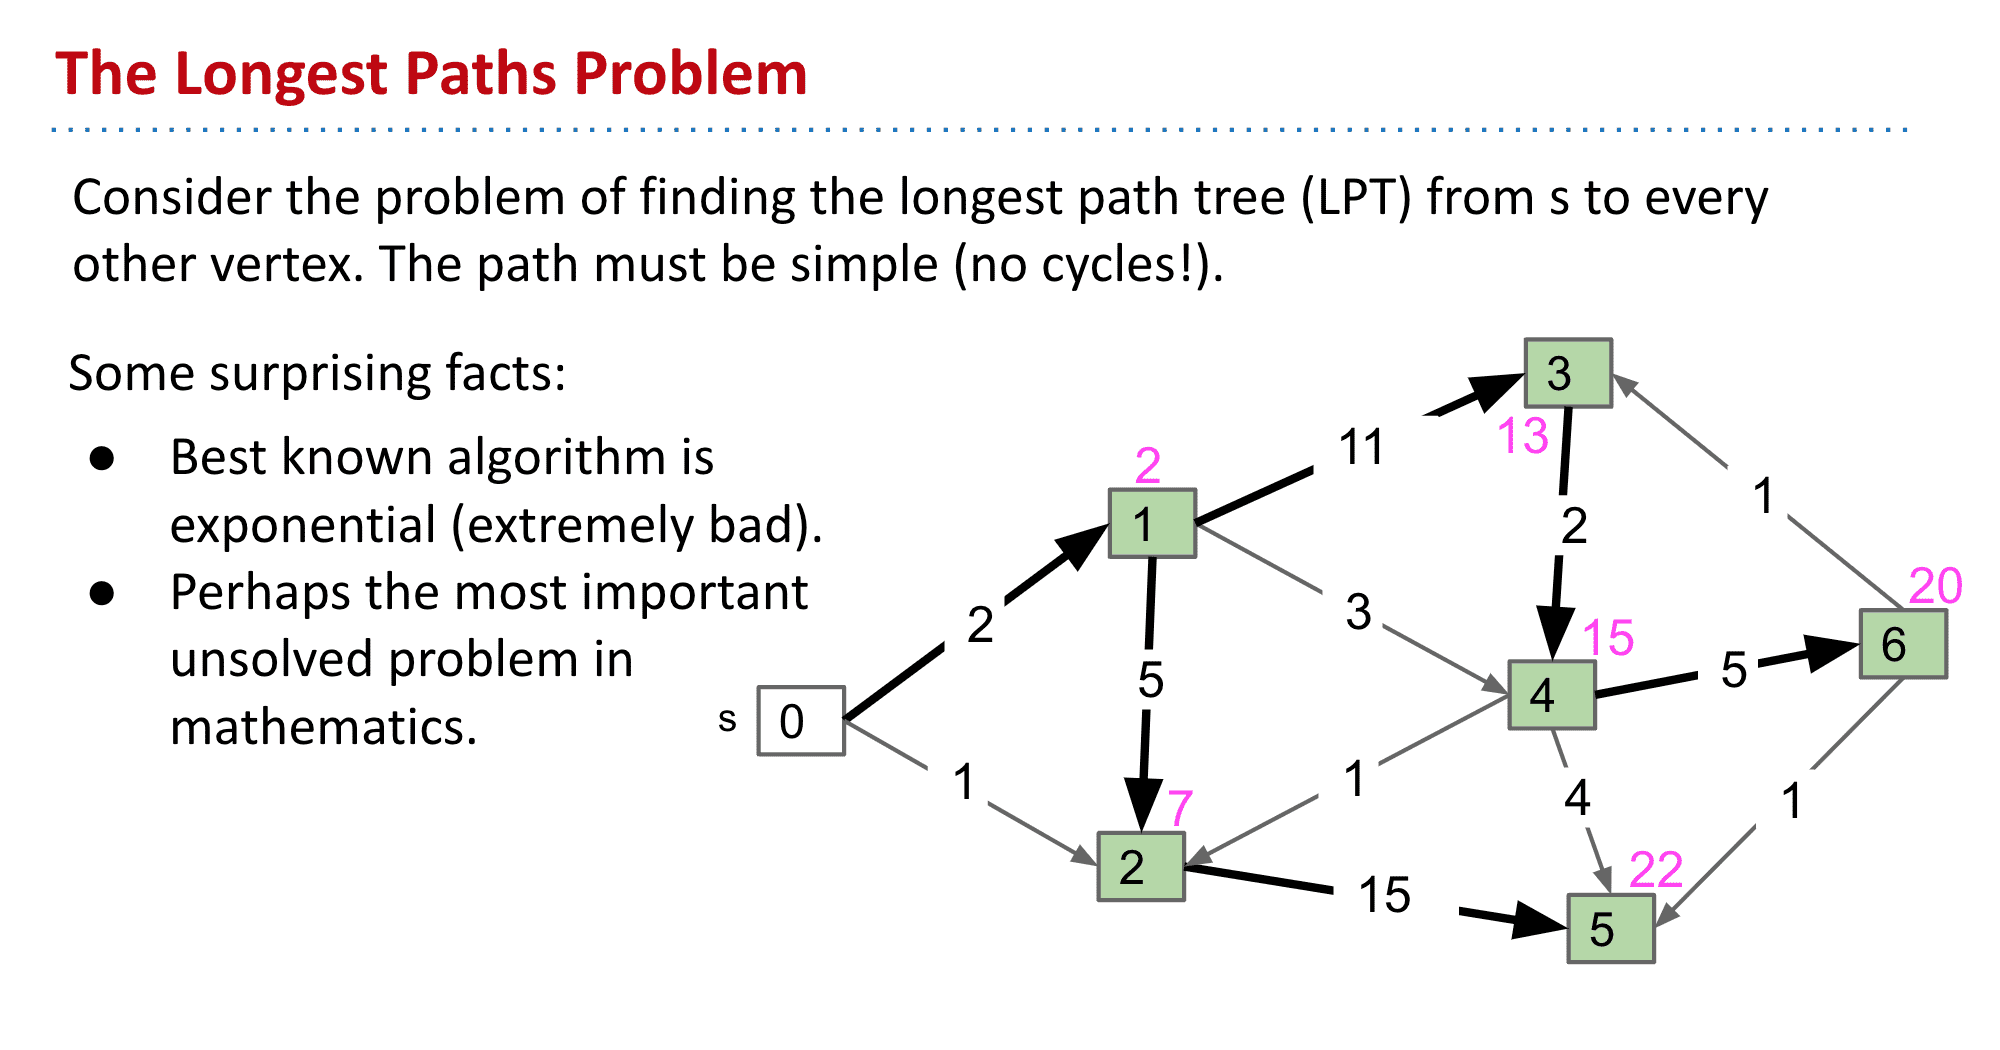 The Longest Paths Problem
Consider the problem of finding the longest path tree (LPT) from s to every
other vertex. The path must be simple (no cycles!).
Some surprising facts:
● Best known algorithm is
exponential (extremely bad).
● Perhaps the most important
unsolved problem in
mathematics.
3
13
11
2
1
1
2
20
2
3
15
6
5
5
4
s
0
1
1
4
1
7
2
22
15
5